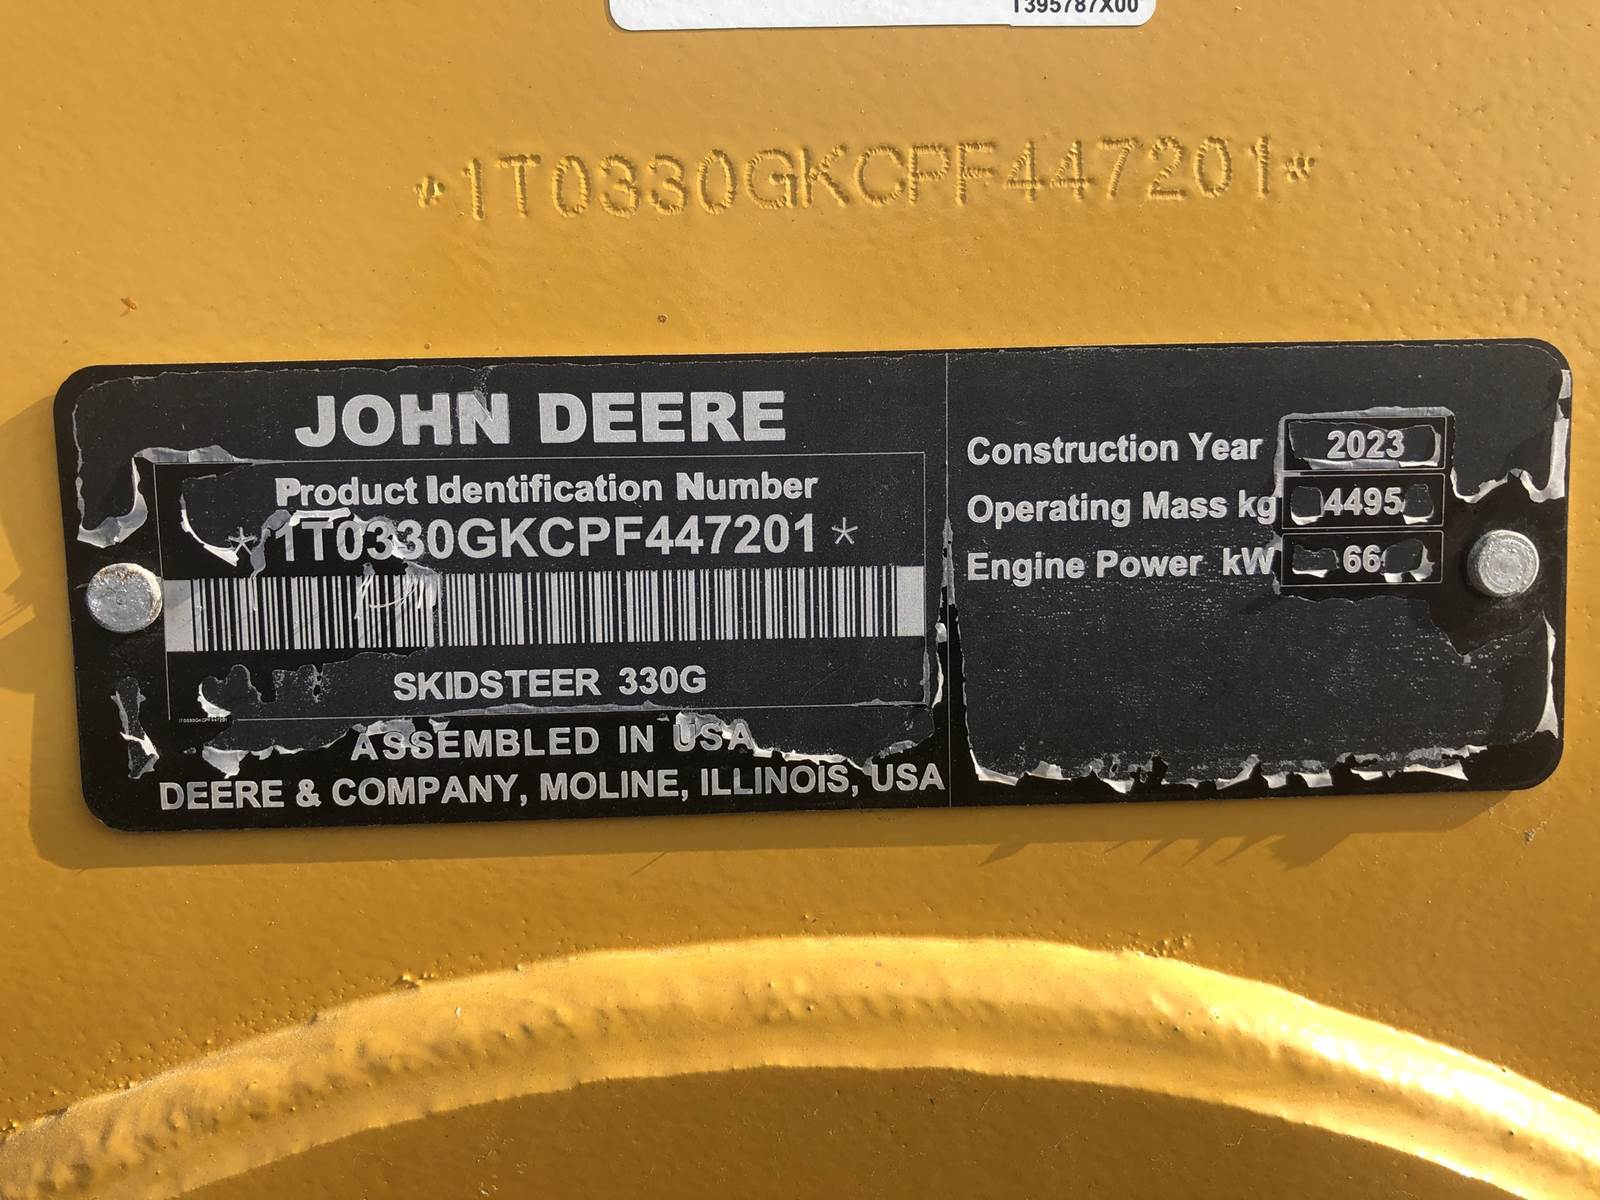 T395787X00
*1T0330GKCPF447201*
JOHN DEERE
Product Identification Number
*1T0330GKCPF447201*
SKIDSTEER 330G
1T0330GKCPF447201
ASSEMBLED IN USA
DEERE & COMPANY, MOLINE, ILLINOIS, USA
Construction Year 2023
Operating Mass kg 4495
Engine Power kW 66